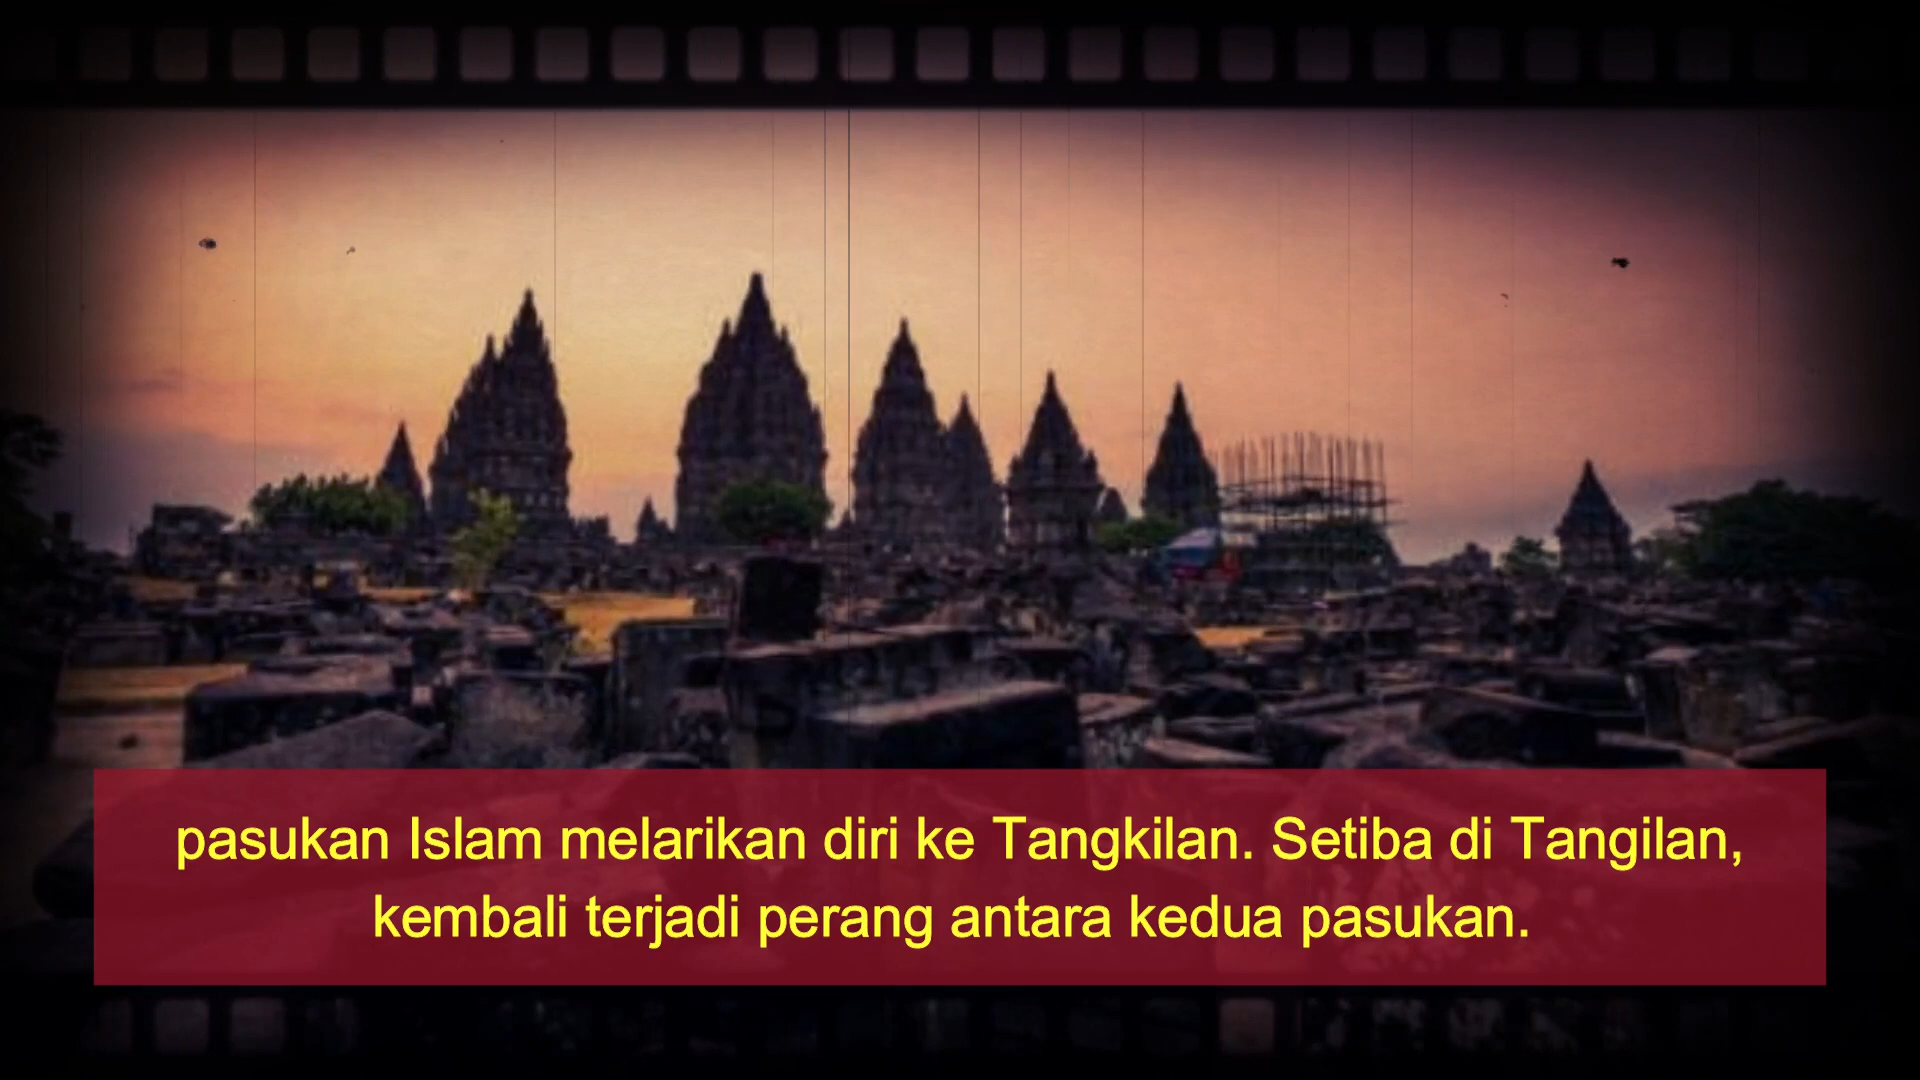 pasukan Islam melarikan diri ke Tangkilan. Setiba di Tangilan,
kembali terjadi perang antara kedua pasukan.